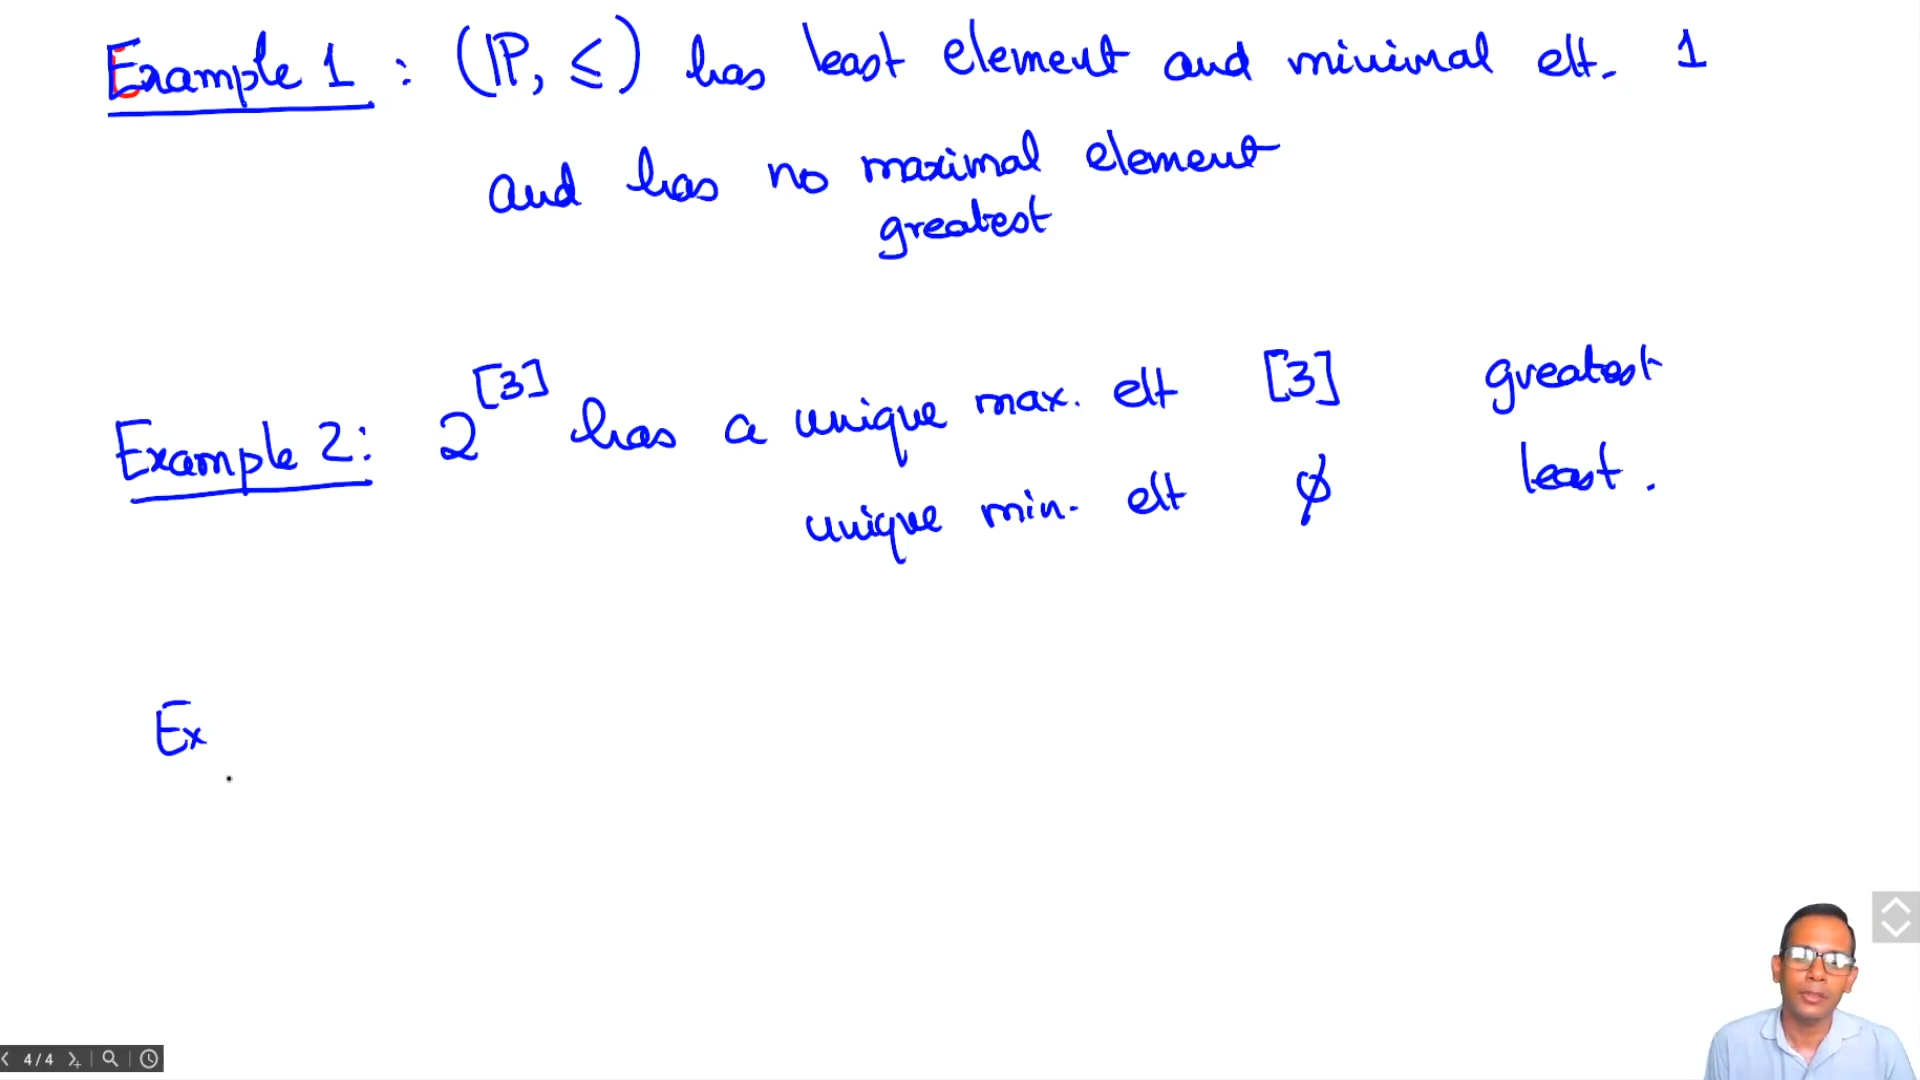 Example 1 : (ℙ, ≤) has least element and minimal elt. 1
and has no maximal element
greatest
Example 2: 2^[3] has a unique max. elt [3] greatest
unique min. elt ∅ least.
Ex
4/4